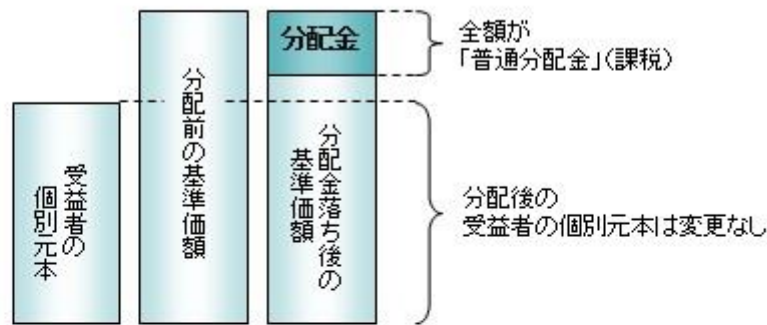 分配金
全額が
「普通分配金」(課税)
受益者の
個別元本
分配前の基準価額
分配金落ち後の
基準価額
分配後の
受益者の個別元本は変更なし